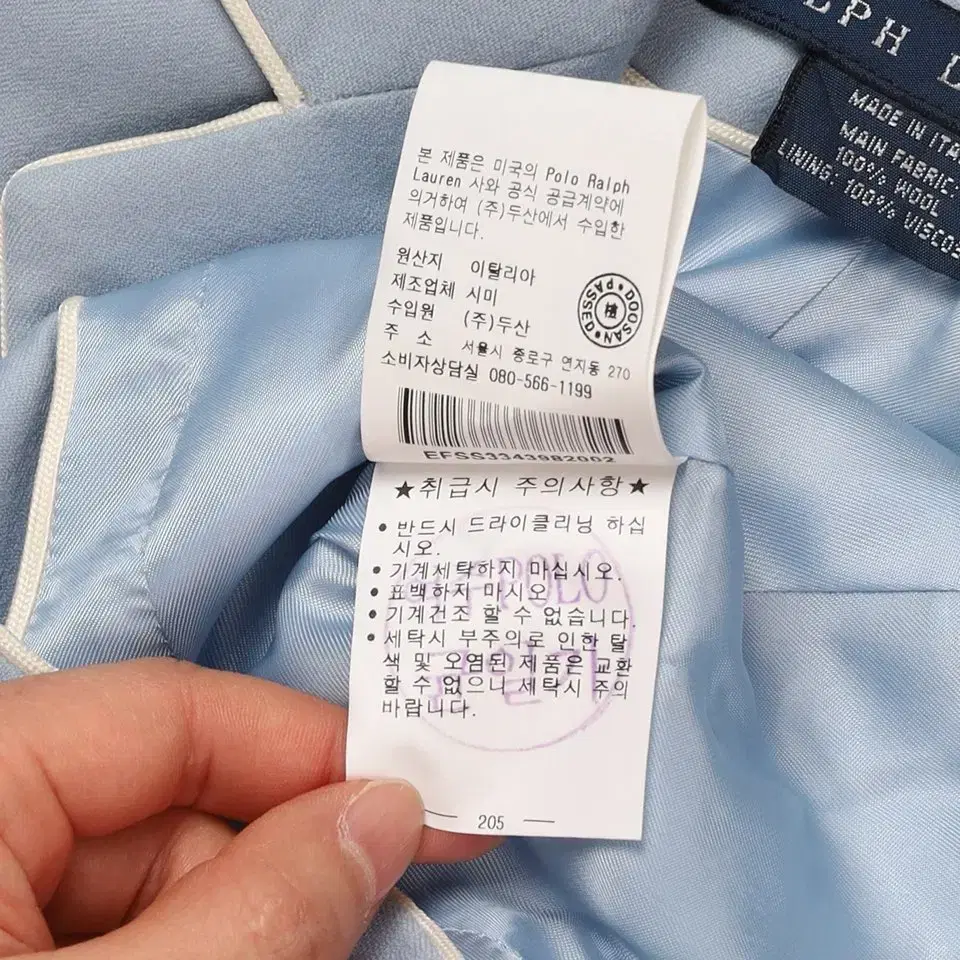 LPH L
MADE IN ITA
MAIN FABRIC:
100% WOOL
LINING: 100% VISCOS
본 제품은 미국의 Polo Ralph
Lauren 사와 공식 공급계약에
의거하여 (주)두산에서 수입한
제품입니다.
원산지 이탈리아
제조업체 시미
수입원 (주)두산
주 소 서울시 종로구 연지동 270
소비자상담실 080-566-1199
DOOSAN PASSED
EFSS3343982002
★취급시 주의사항★
• 반드시 드라이클리닝 하십
시오.
• 기계세탁하지 마십시오.
• 표백하지 마시오
• 기계건조 할 수 없습니다.
• 세탁시 부주의로 인한 탈
색 및 오염된 제품은 교환
할 수 없으니 세탁시 주의
바랍니다.
POLO
205